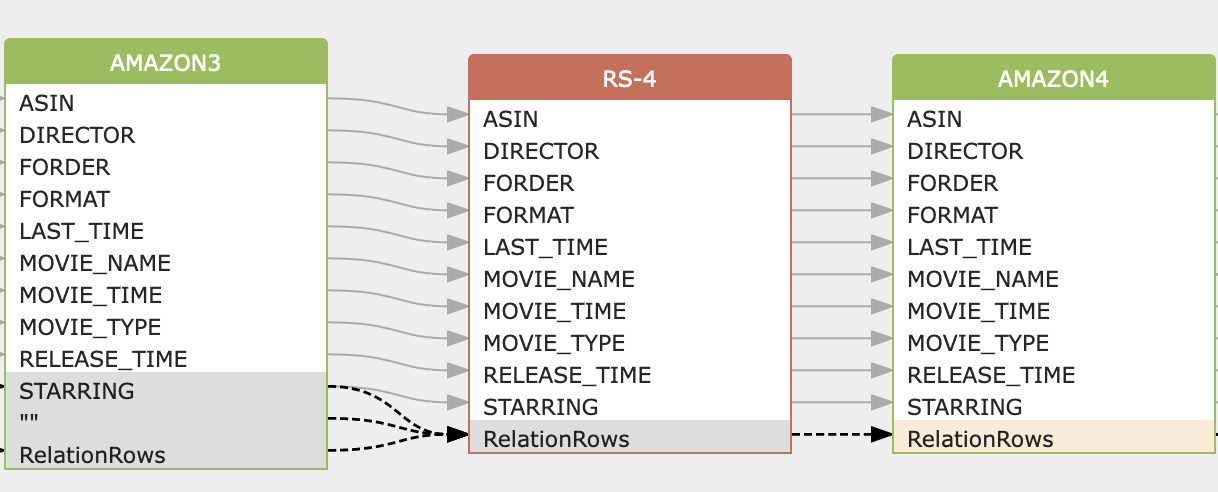 AMAZON3
ASIN
DIRECTOR
FORDER
FORMAT
LAST_TIME
MOVIE_NAME
MOVIE_TIME
MOVIE_TYPE
RELEASE_TIME
STARRING
""
RelationRows
RS-4
ASIN
DIRECTOR
FORDER
FORMAT
LAST_TIME
MOVIE_NAME
MOVIE_TIME
MOVIE_TYPE
RELEASE_TIME
STARRING
RelationRows
AMAZON4
ASIN
DIRECTOR
FORDER
FORMAT
LAST_TIME
MOVIE_NAME
MOVIE_TIME
MOVIE_TYPE
RELEASE_TIME
STARRING
RelationRows